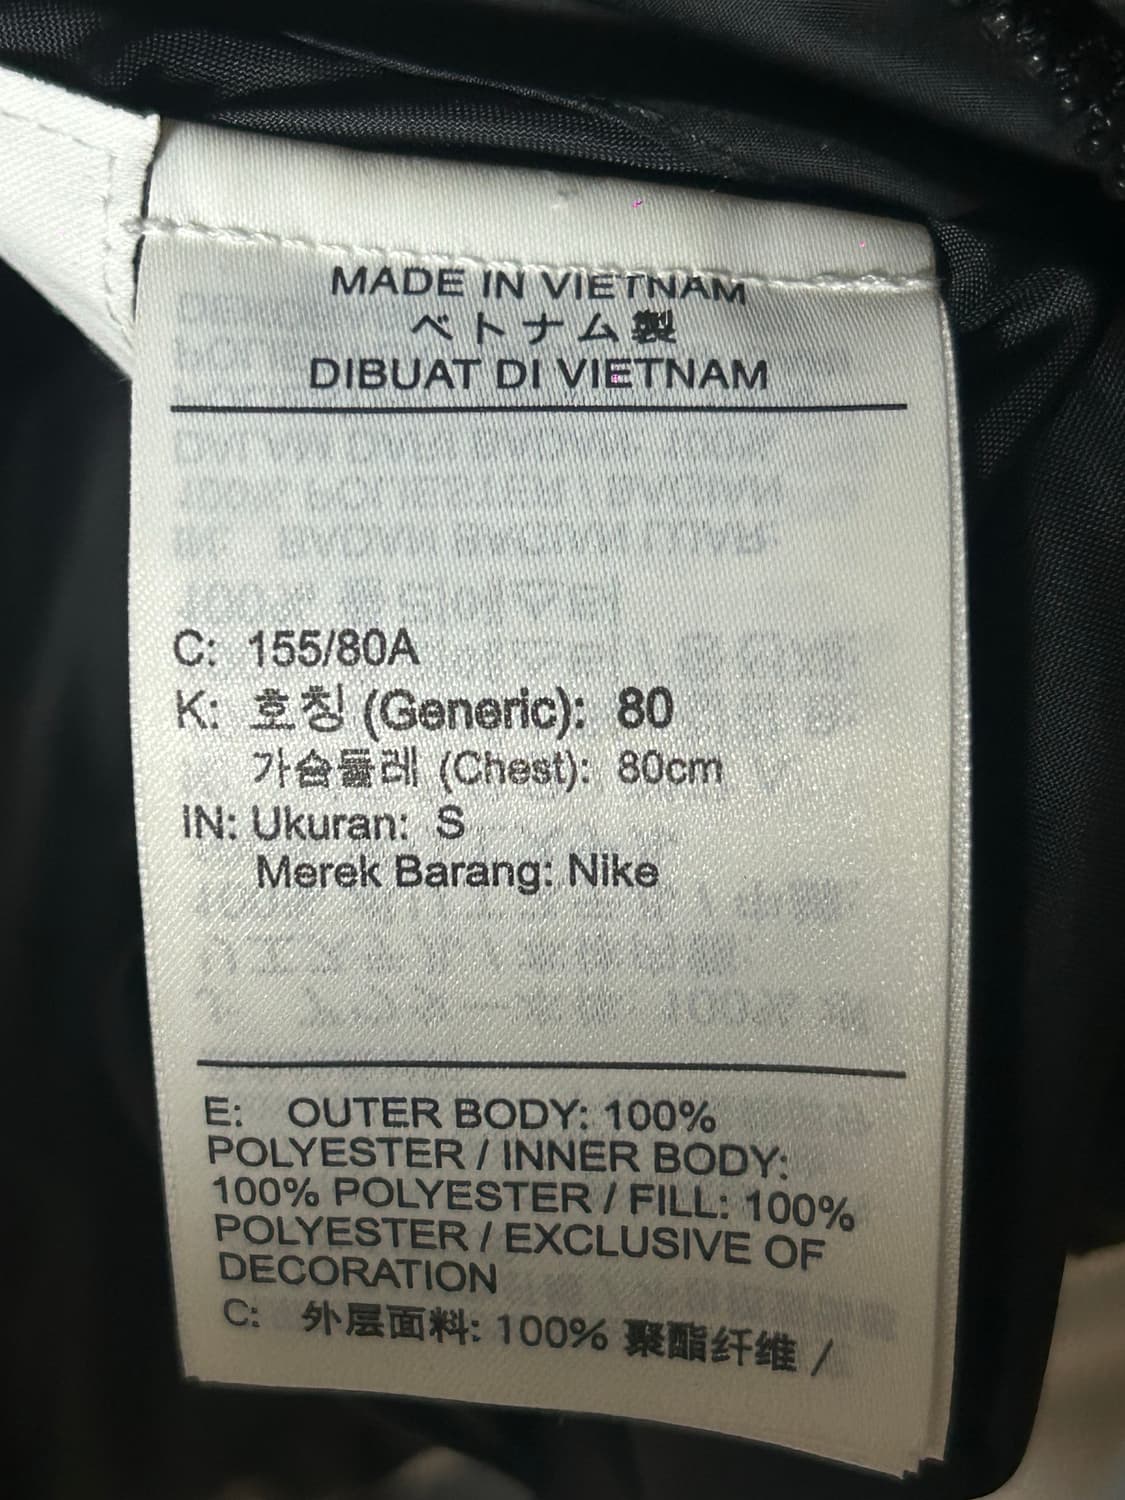 MADE IN VIETNAM
ベトナム製
DIBUAT DI VIETNAM
C: 155/80A
K: 호칭 (Generic): 80
가슴둘레 (Chest): 80cm
IN: Ukuran: S
Merek Barang: Nike
E: OUTER BODY: 100%
POLYESTER / INNER BODY:
100% POLYESTER / FILL: 100%
POLYESTER / EXCLUSIVE OF
DECORATION
C: 外层面料: 100% 聚酯纤维 /